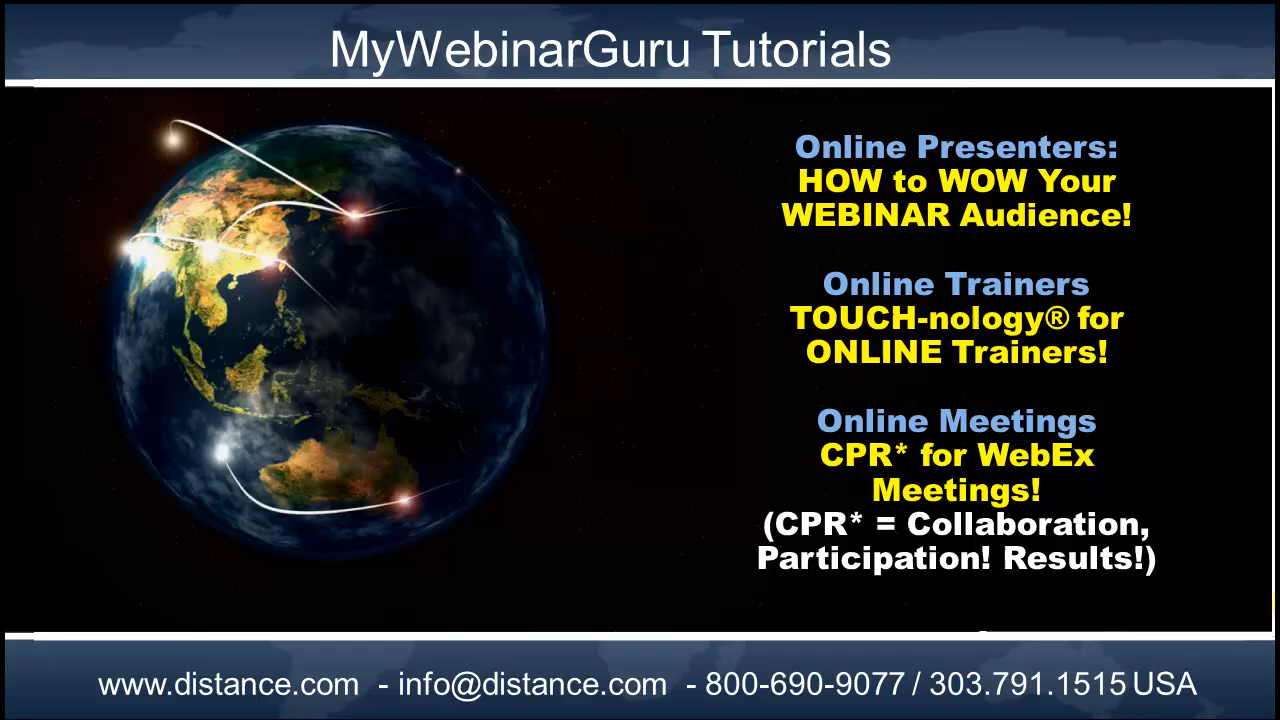 MyWebinarGuru Tutorials
Online Presenters:
HOW to WOW Your
WEBINAR Audience!
Online Trainers
TOUCH-nology® for
ONLINE Trainers!
Online Meetings
CPR* for WebEx
Meetings!
(CPR* = Collaboration,
Participation! Results!)
www.distance.com - info@distance.com - 800-690-9077 / 303.791.1515 USA